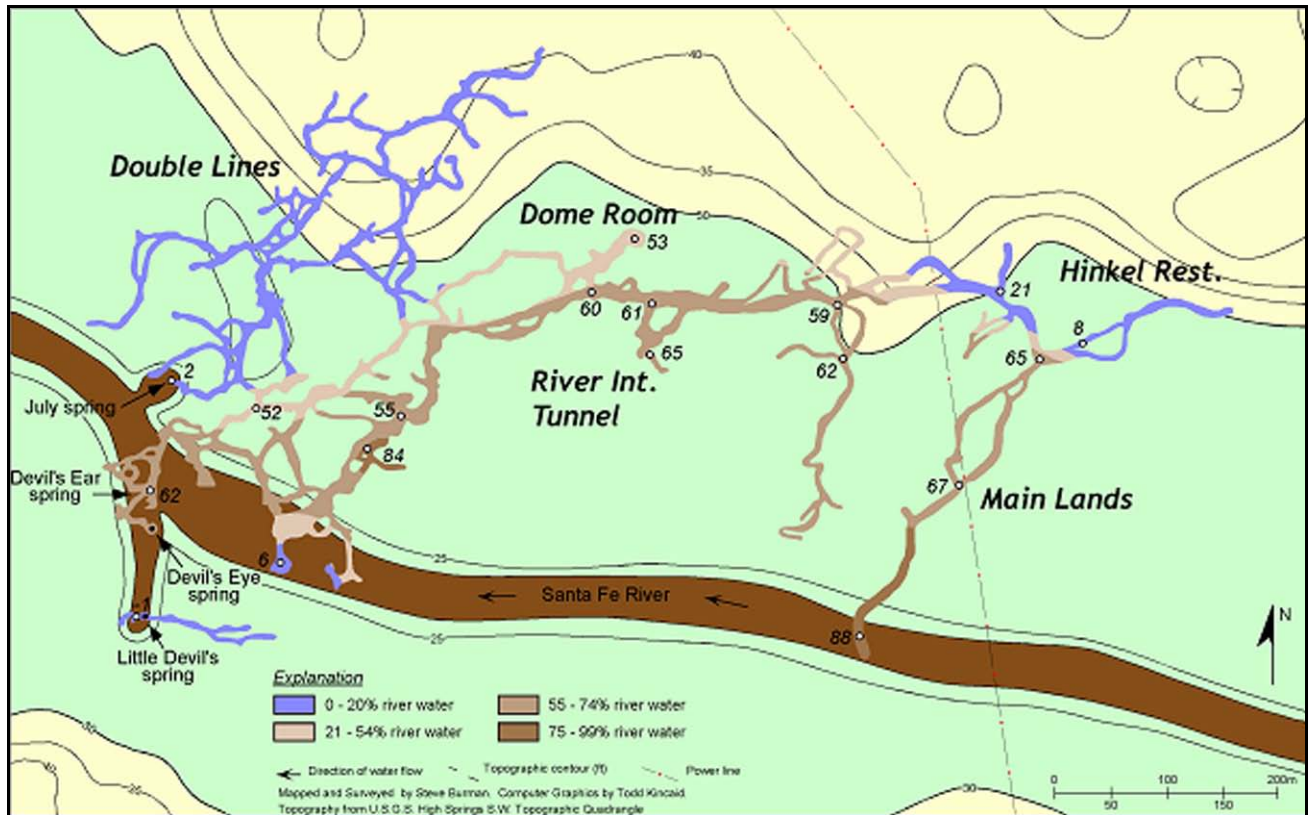 40
Double Lines
35
Dome Room
30
53
Hinkel Rest.
21
60
61
59
8
65
65
62
2
July spring
River Int.
Tunnel
52
55
84
Devil's Ear
spring
62
67
Main Lands
6
25
Devil's Eye
spring
Santa Fe River
1
25
88
N
Little Devil's
spring
Explanation
0 - 20% river water
55 - 74% river water
21 - 54% river water
75 - 99% river water
Direction of water flow
Topographic contour (ft)
Power line
Mapped and Surveyed by Steve Burman. Computer Graphics by Todd Kincaid.
Topography from U.S.G.S. High Springs S.W. Topographic Quadrangle
30
25
30
0
100
200m
50
150